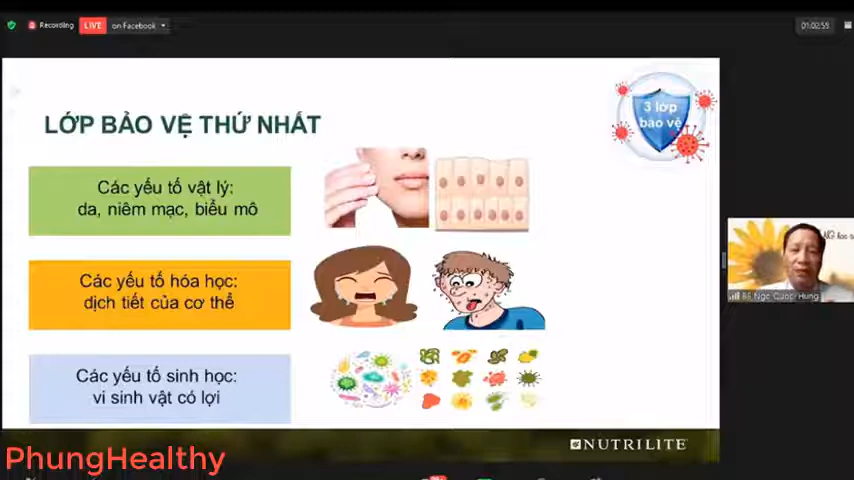 Recording
LIVE
on Facebook
01:02:55
3 lớp
bảo vệ
LỚP BẢO VỆ THỨ NHẤT
Các yếu tố vật lý:
da, niêm mạc, biểu mô
Các yếu tố hóa học:
dịch tiết của cơ thể
Các yếu tố sinh học:
vi sinh vật có lợi
NUTRILITE
PhungHealthy